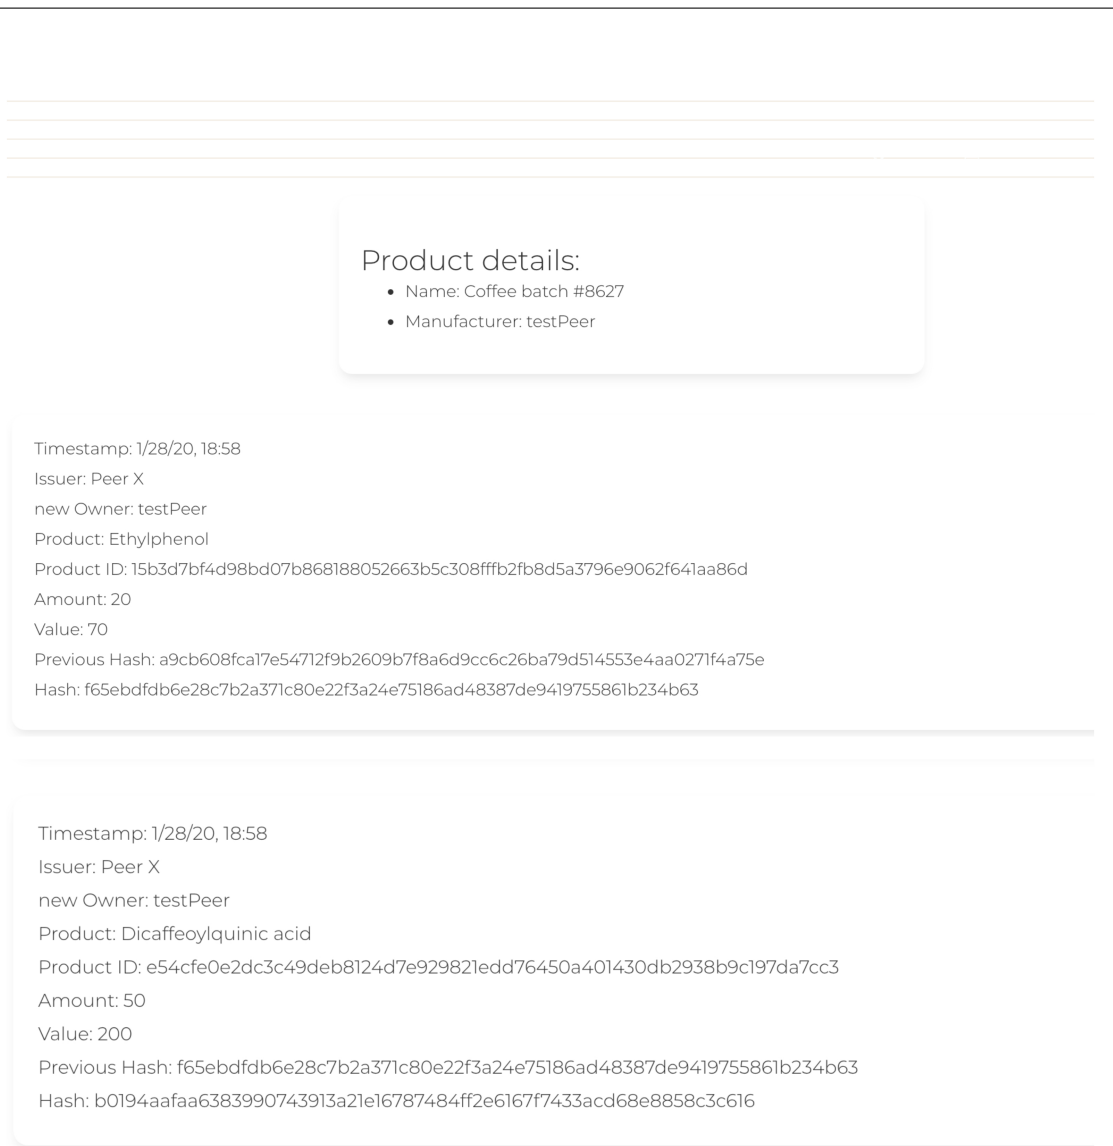 Product details:
• Name: Coffee batch #8627
• Manufacturer: testPeer
Timestamp: 1/28/20, 18:58
Issuer: Peer X
new Owner: testPeer
Product: Ethylphenol
Product ID: 15b3d7bf4d98bd07b868188052663b5c308fffb2fb8d5a3796e9062f641aa86d
Amount: 20
Value: 70
Previous Hash: a9cb608fca17e54712f9b2609b7f8a6d9cc6c26ba79d514553e4aa0271f4a75e
Hash: f65ebdfdb6e28c7b2a371c80e22f3a24e75186ad48387de9419755861b234b63
Timestamp: 1/28/20, 18:58
Issuer: Peer X
new Owner: testPeer
Product: Dicaffeoylquinic acid
Product ID: e54cfe0e2dc3c49deb8124d7e929821edd76450a401430db2938b9c197da7cc3
Amount: 50
Value: 200
Previous Hash: f65ebdfdb6e28c7b2a371c80e22f3a24e75186ad48387de9419755861b234b63
Hash: b0194aafaa6383990743913a21e16787484ff2e6167f7433acd68e8858c3c616